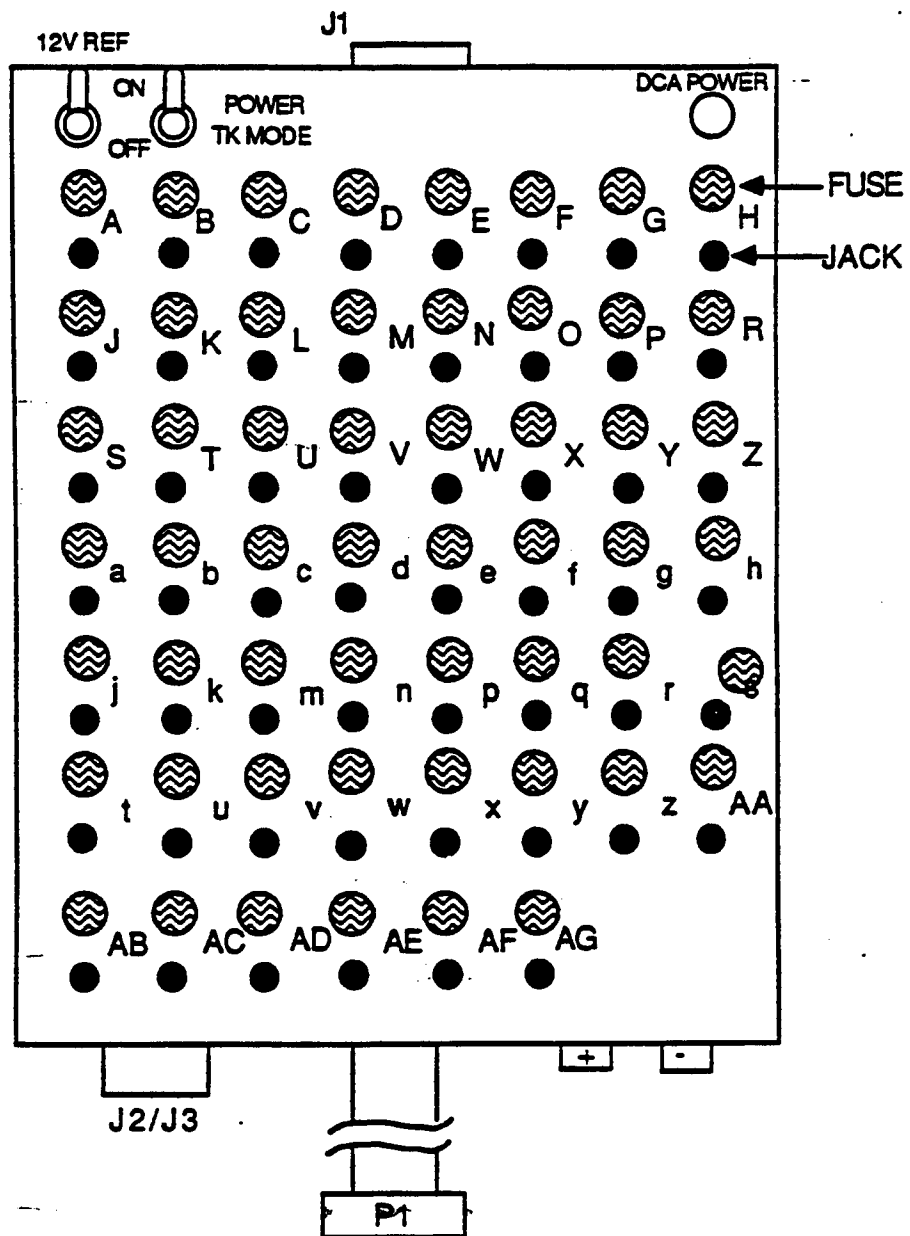 J1
12V REF
DCA POWER
ON
POWER
OFF
TK MODE
FUSE
A B C D E F G H
JACK
J K L M N O P R
S T U V W X Y Z
a b c d e f g h
j k m n p q r s
t u v w x y z AA
AB AC AD AE AF AG
+ -
J2/J3
P1